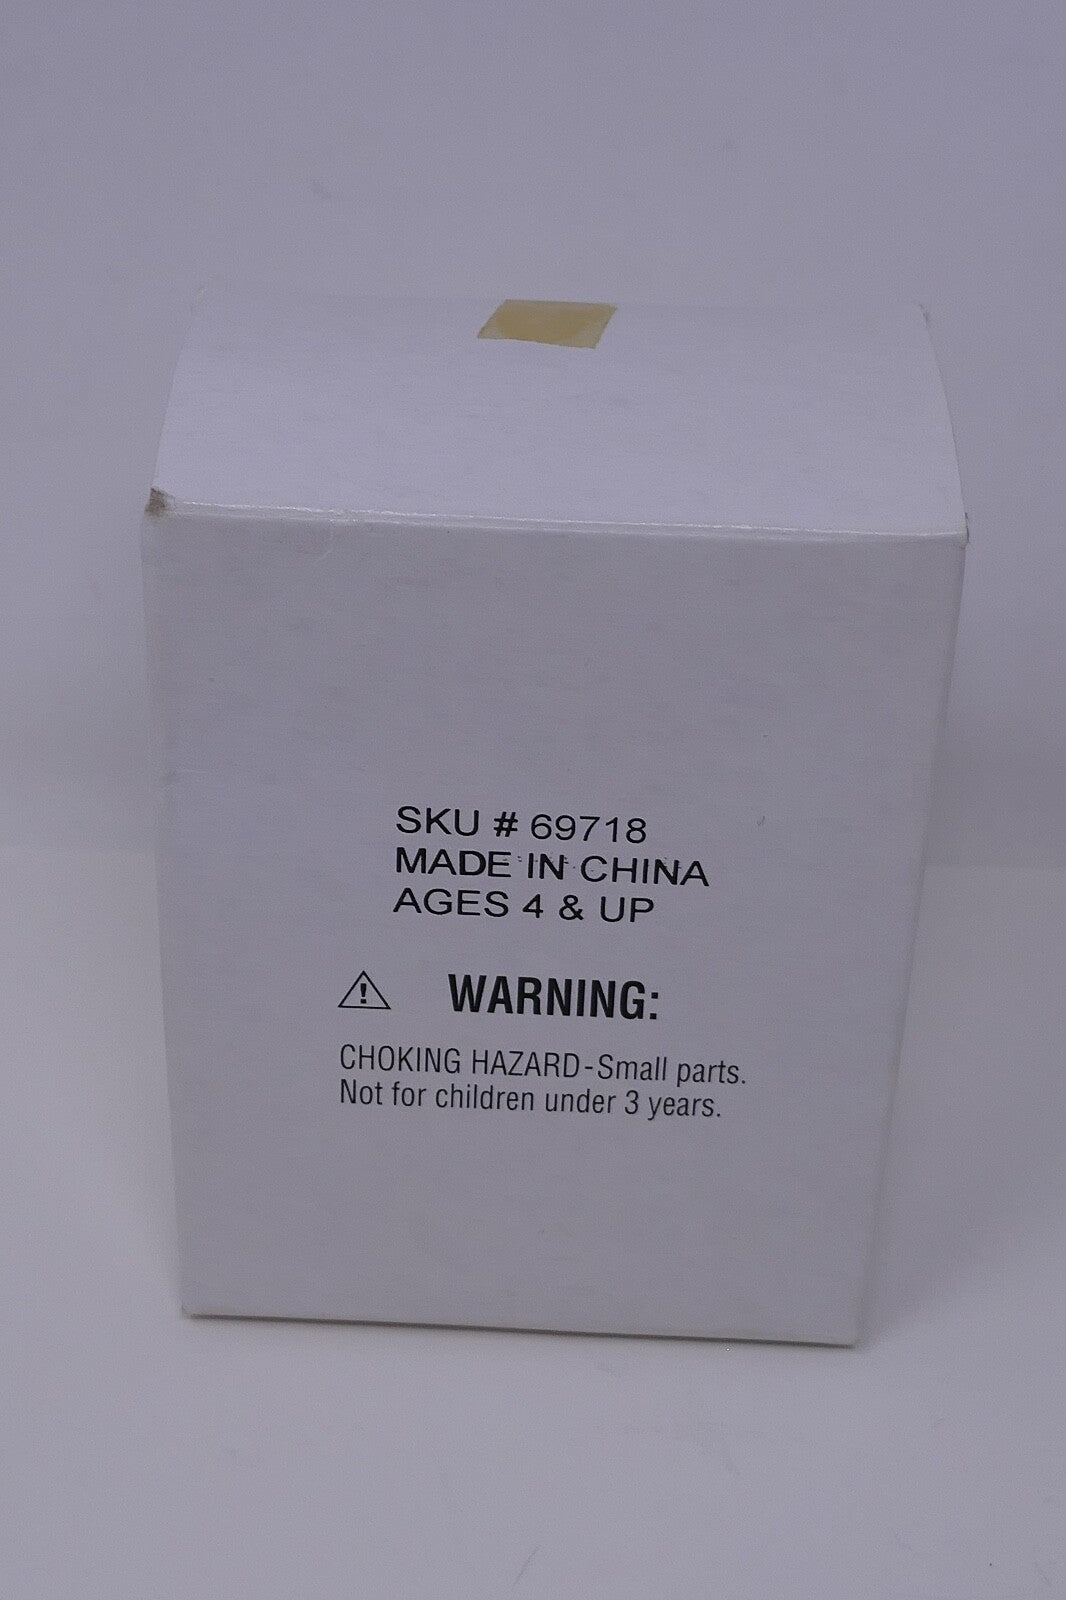 SKU # 69718
MADE IN CHINA
AGES 4 & UP
! WARNING:
CHOKING HAZARD-Small parts.
Not for children under 3 years.